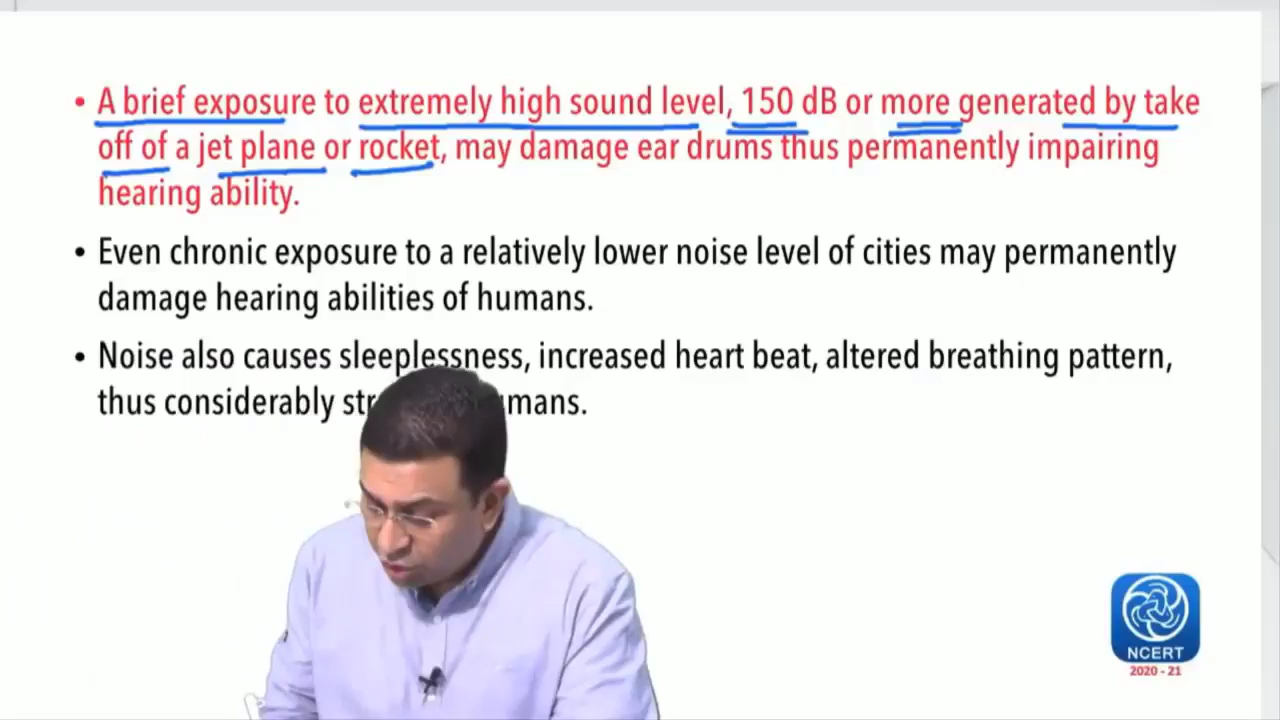 • A brief exposure to extremely high sound level, 150 dB or more generated by take
off of a jet plane or rocket, may damage ear drums thus permanently impairing
hearing ability.
• Even chronic exposure to a relatively lower noise level of cities may permanently
damage hearing abilities of humans.
• Noise also causes sleeplessness, increased heart beat, altered breathing pattern,
thus considerably
NCERT
2020 - 21